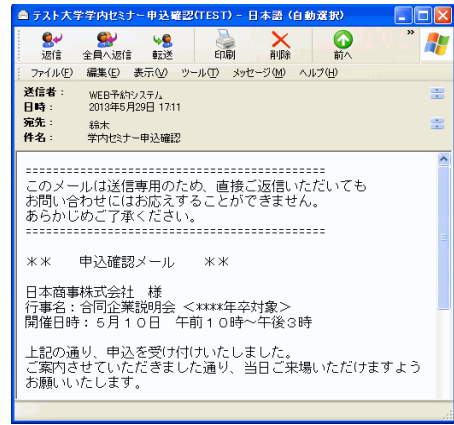 テスト大学学内セミナー申込確認(TEST) - 日本語 (自動選択)
返信 全員へ返信 転送 印刷 削除 前へ »
ファイル(F) 編集(E) 表示(V) ツール(T) メッセージ(M) ヘルプ(H)
送信者： WEB予約システム
日時： 2013年5月29日 17:11
宛先： 鈴木
件名： 学内セミナー申込確認
==============================================
このメールは送信専用のため、直接ご返信いただいても
お問い合わせにはお応えすることができません。
あらかじめご了承ください。
==============================================
＊＊　　申込確認メール　　＊＊
日本商事株式会社　様
行事名：合同企業説明会 <****年卒対象>
開催日時：５月１０日　午前１０時～午後３時
上記の通り、申込を受け付けいたしました。
ご案内させていただきました通り、当日ご来場いただけますよう
お願いいたします。